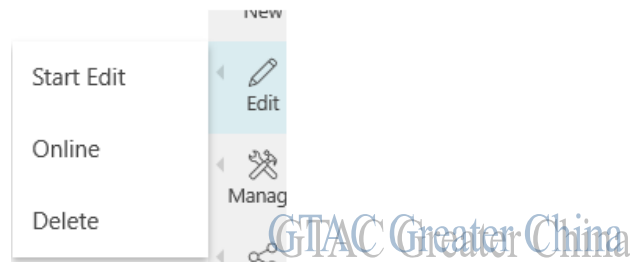 New
Start Edit
Edit
Online
Manag
Delete
GTAC Greater China